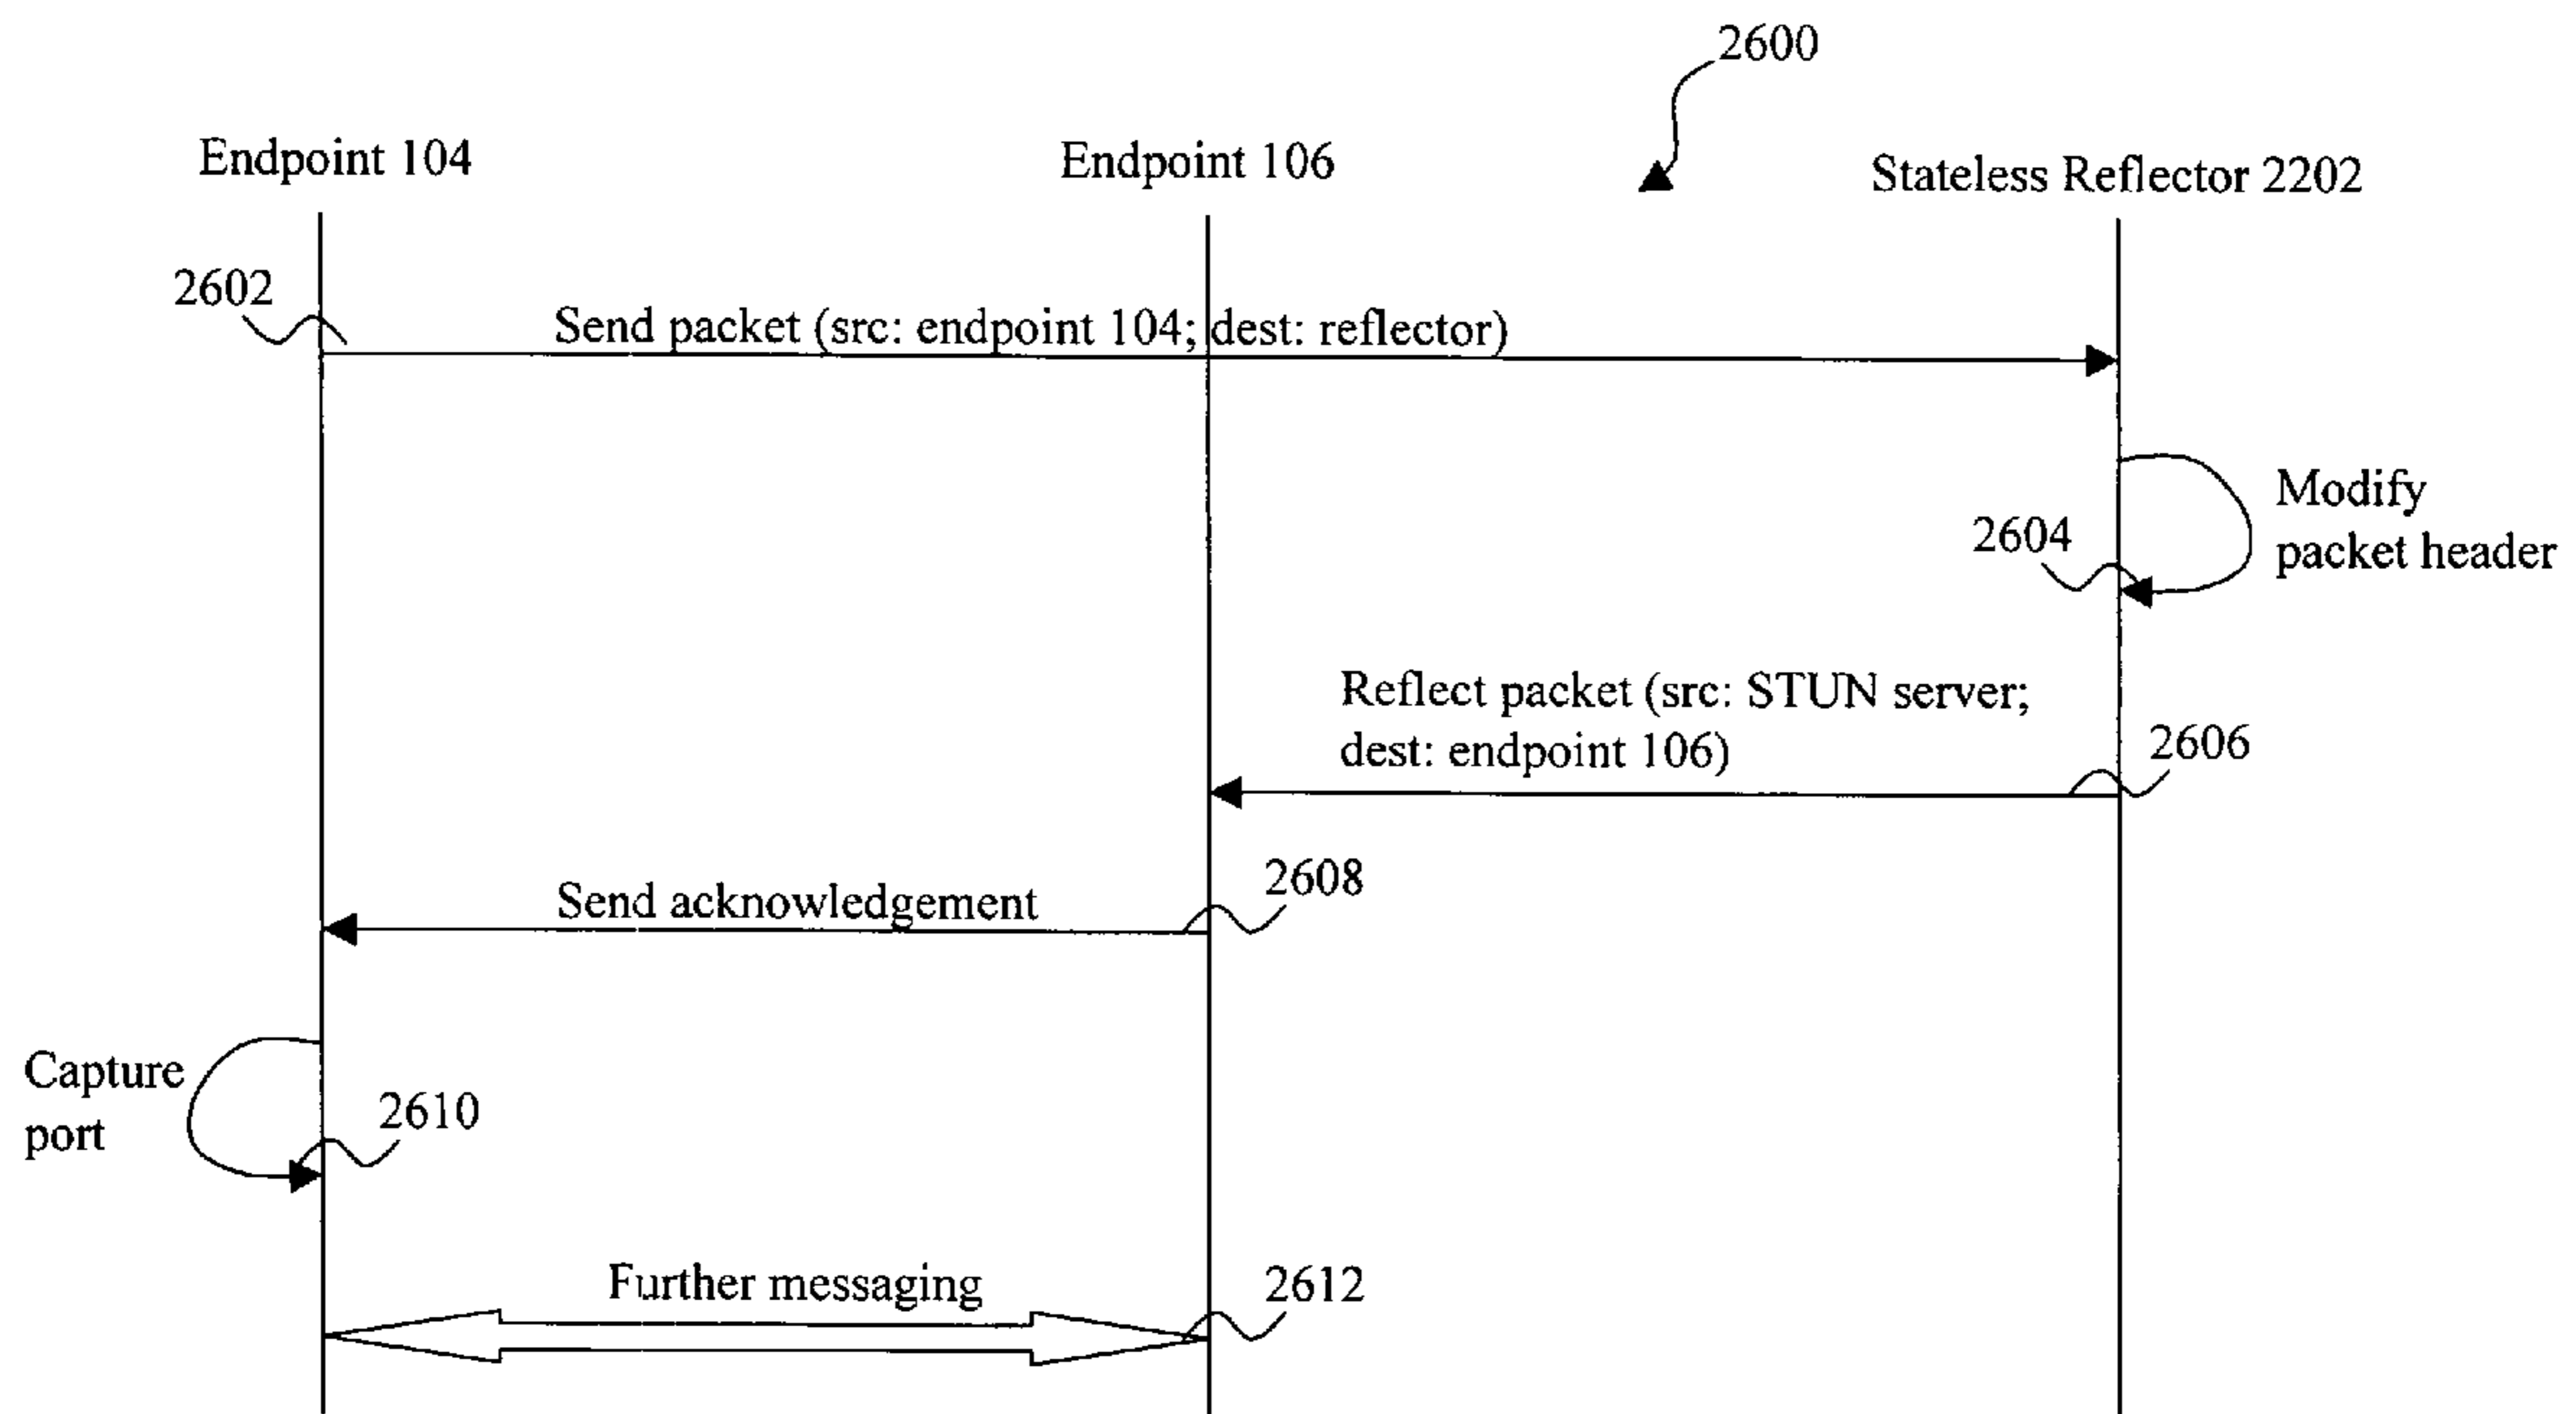 2600
Endpoint 104
Endpoint 106
Stateless Reflector 2202
2602
Send packet (src: endpoint 104; dest: reflector)
Modify
packet header
2604
Reflect packet (src: STUN server;
dest: endpoint 106)
2606
2608
Send acknowledgement
Capture
port
2610
Further messaging
2612